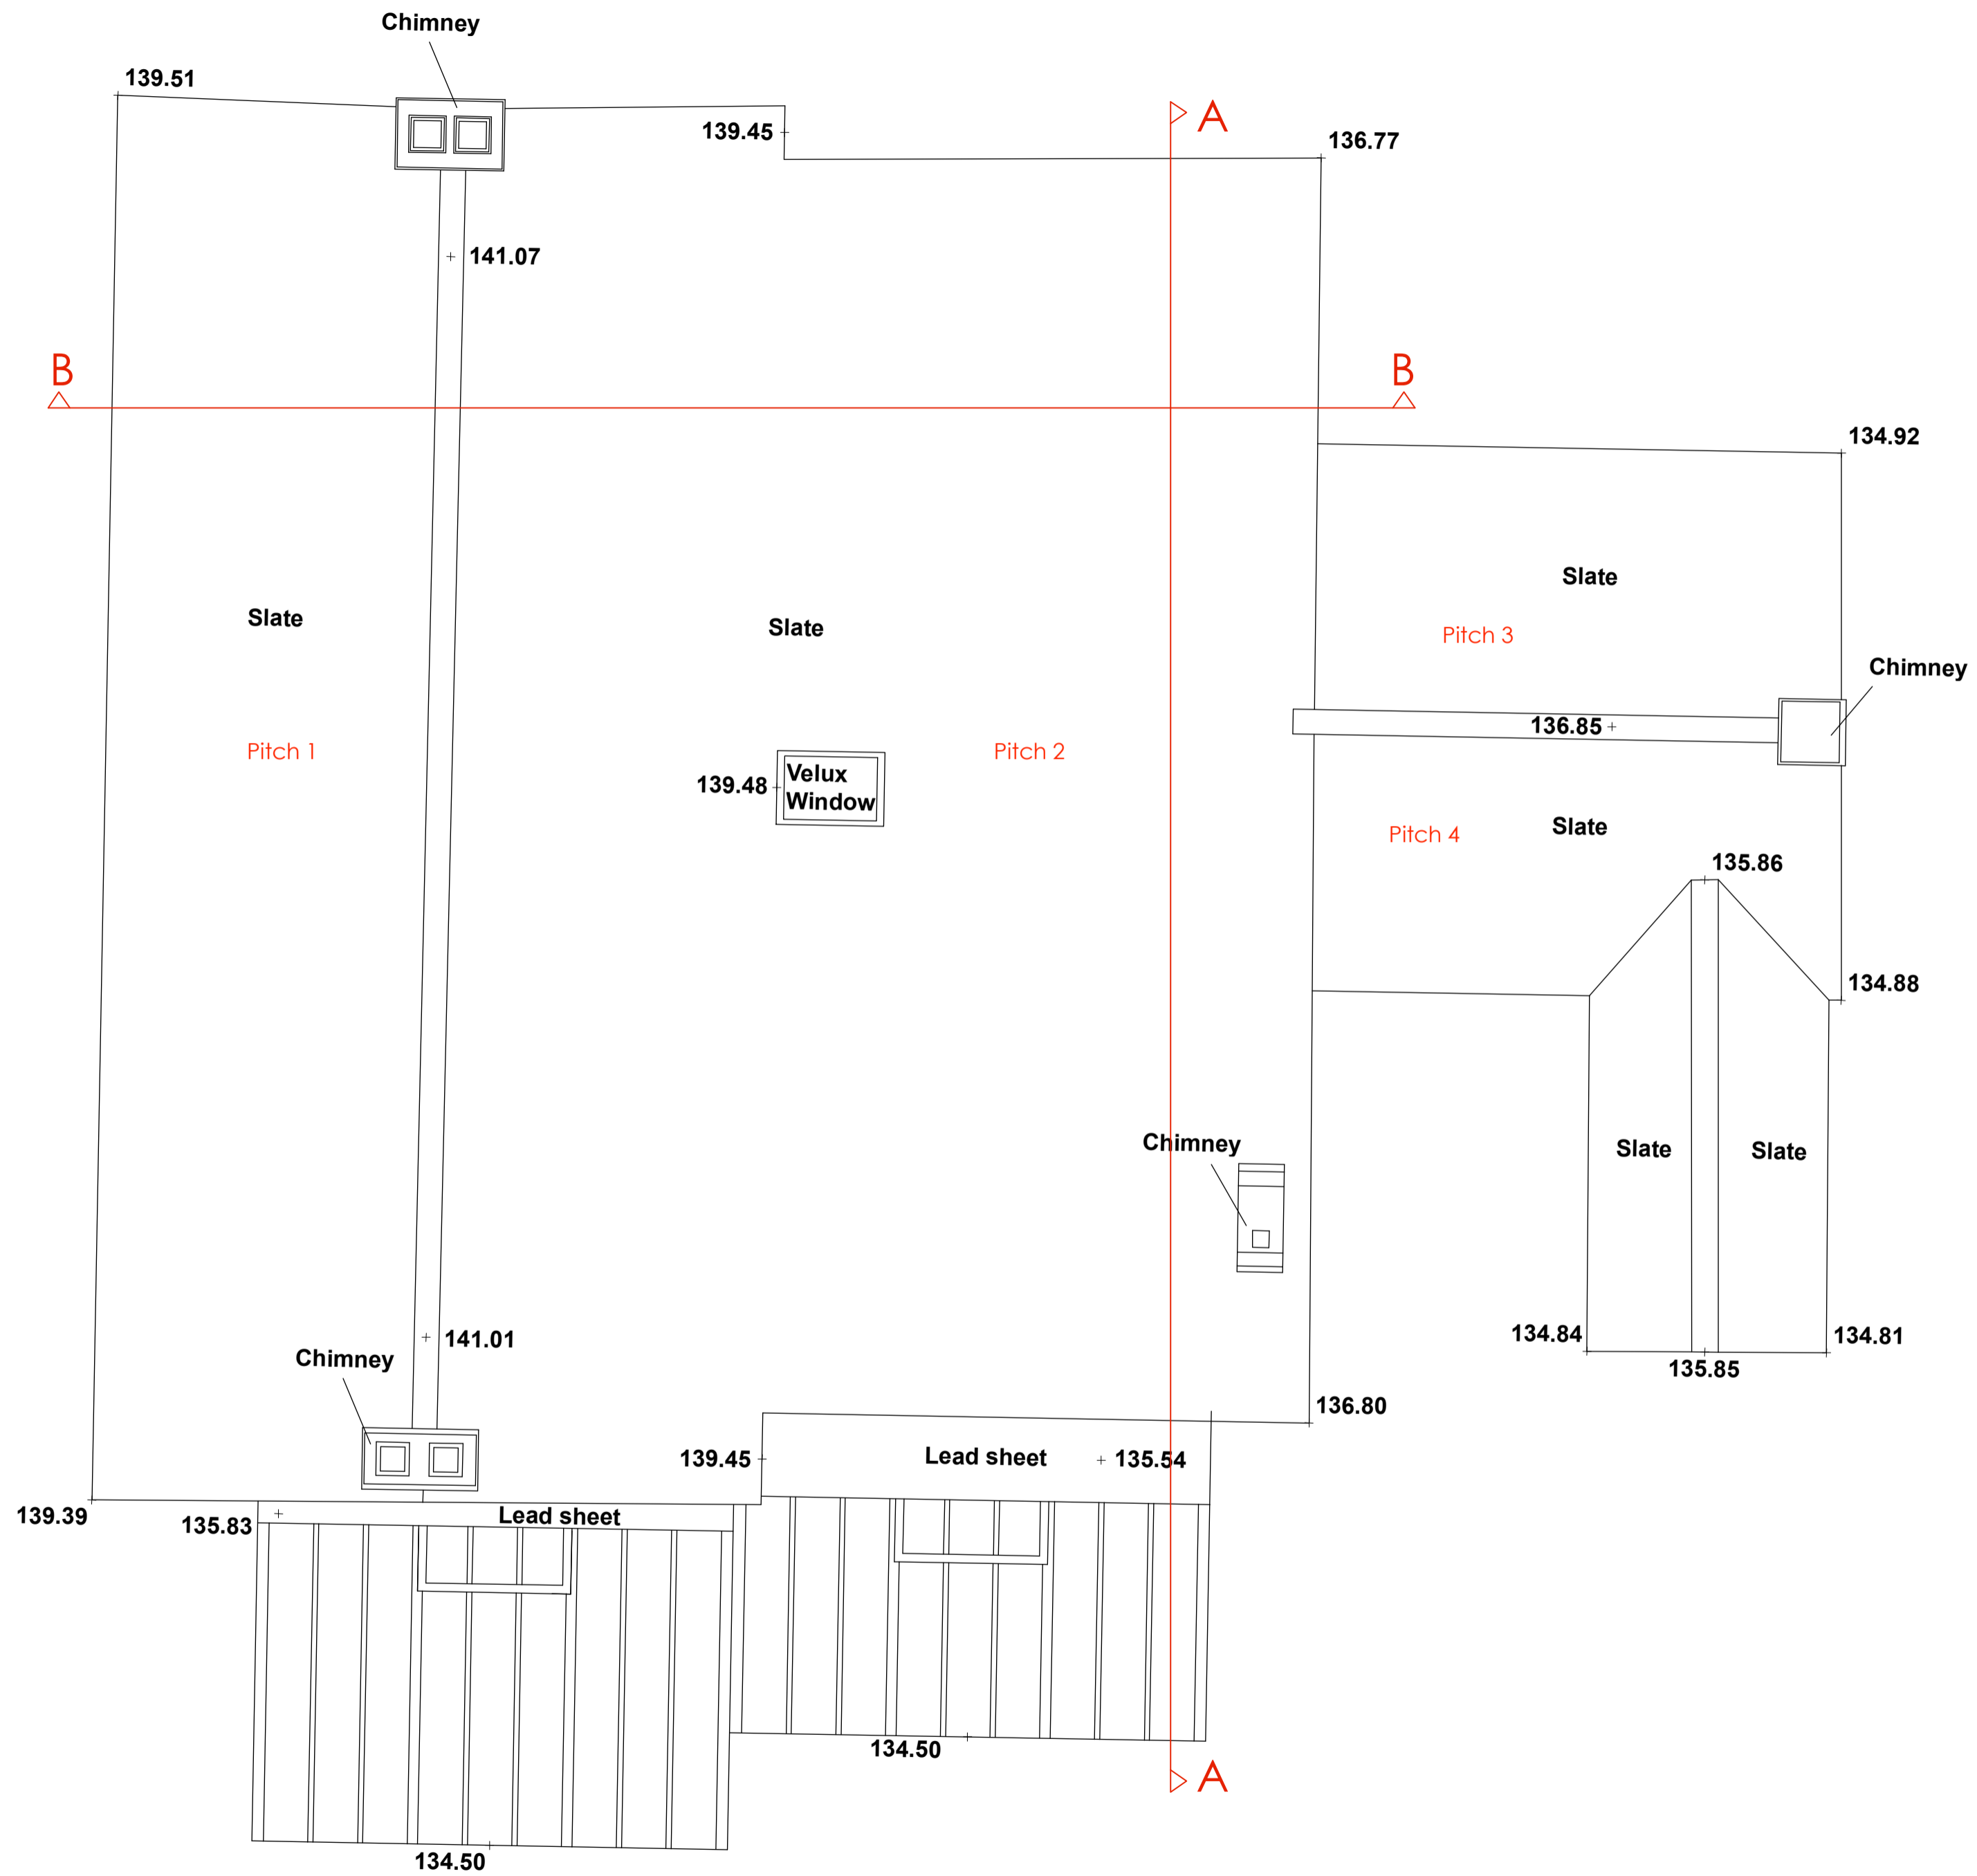 Chimney
139.51
139.45
A
136.77
141.07
B
B
134.92
Slate
Slate
Slate
Pitch 3
Chimney
136.85
Pitch 1
Pitch 2
139.48
Velux
Window
Slate
Pitch 4
135.86
134.88
Chimney
Slate
Slate
141.01
Chimney
134.84
134.81
135.85
136.80
139.45
Lead sheet
135.54
139.39
135.83
Lead sheet
134.50
A
134.50